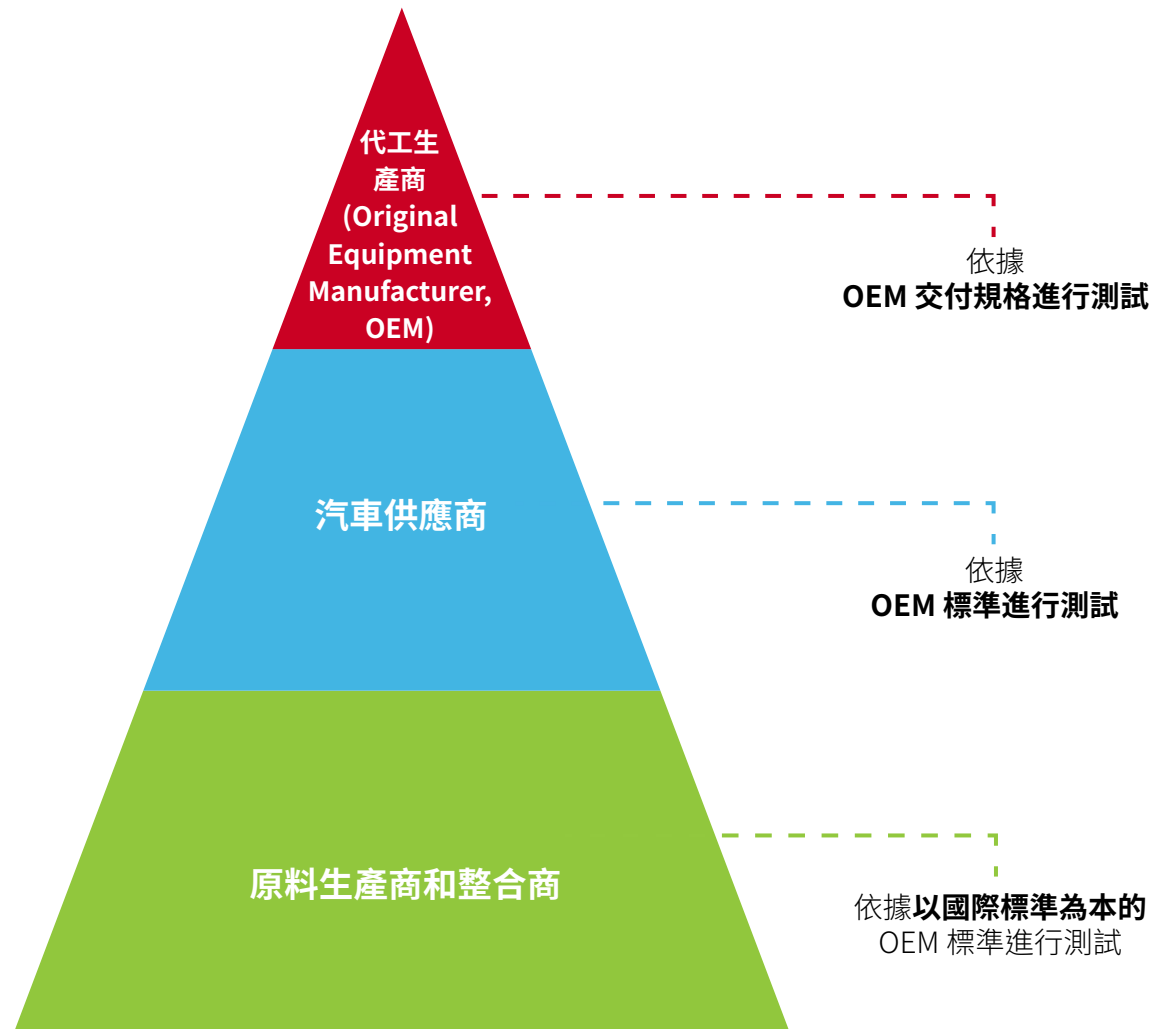 代工生
產商
(Original
Equipment
Manufacturer,
OEM)
依據
OEM 交付規格進行測試
汽車供應商
依據
OEM 標準進行測試
原料生產商和整合商
依據以國際標準為本的
OEM 標準進行測試